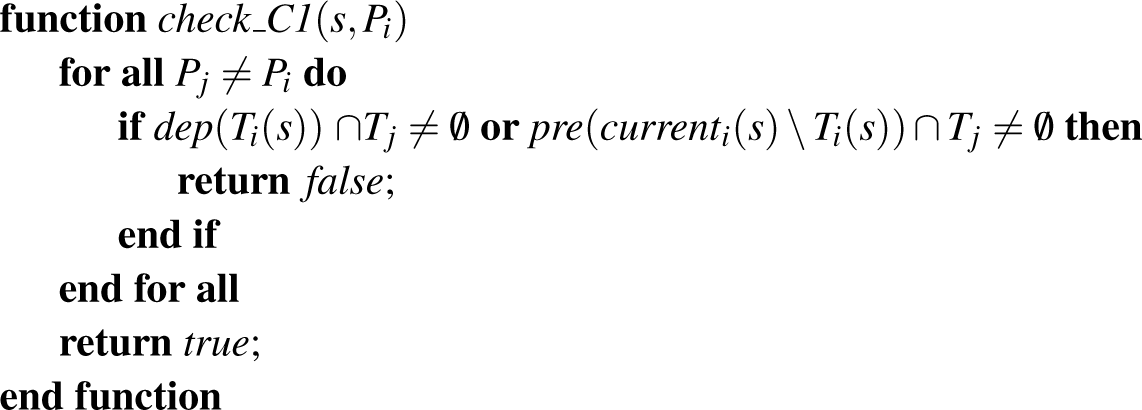 function check_C1(s, P_i)
for all P_j ≠ P_i do
if dep(T_i(s)) ∩ T_j ≠ ∅ or pre(current_i(s) \ T_i(s)) ∩ T_j ≠ ∅ then
return false;
end if
end for all
return true;
end function